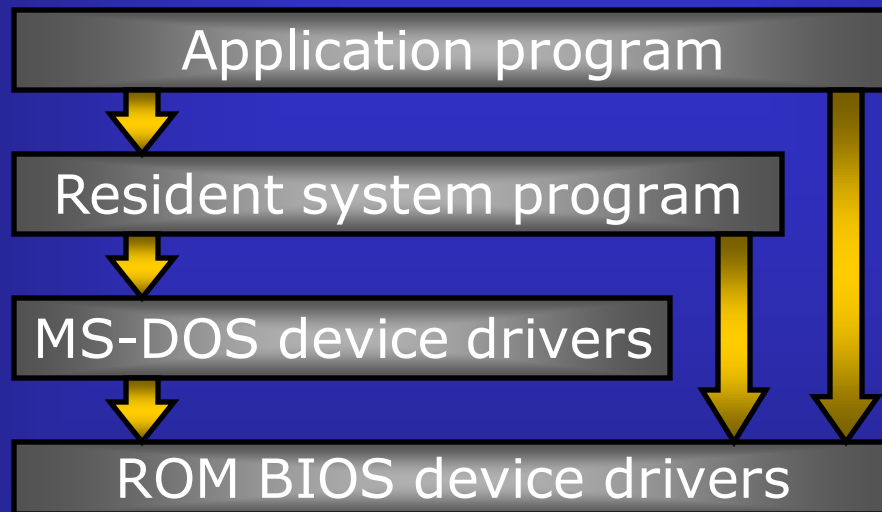 Application program
Resident system program
MS-DOS device drivers
ROM BIOS device drivers